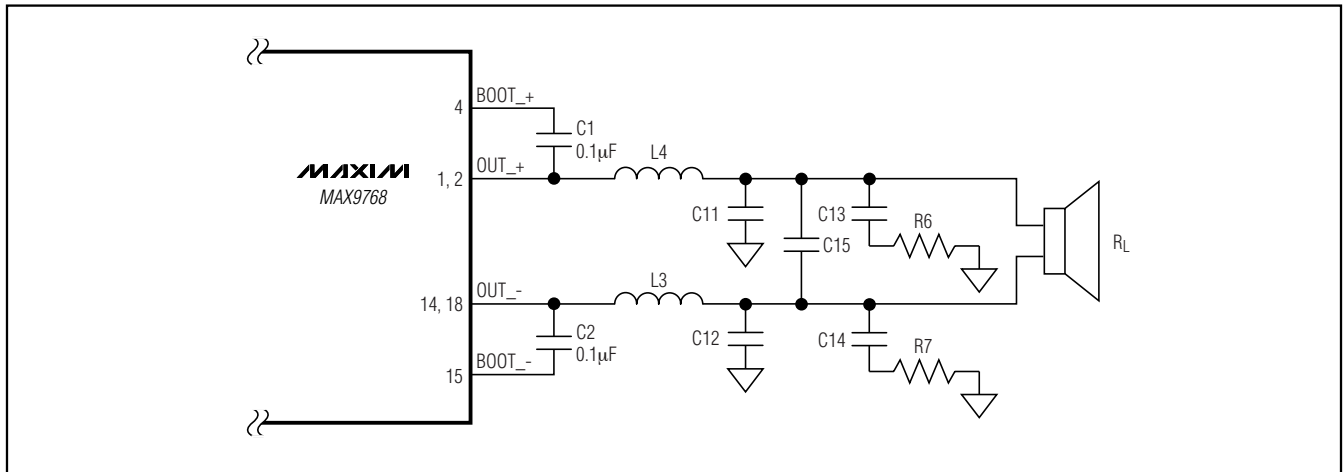 BOOT_+
4
C1
0.1μF
L4
OUT_+
1, 2
MAXIM
MAX9768
C11
C13
R6
C15
RL
L3
OUT_-
14, 18
C2
0.1μF
C12
C14
R7
BOOT_-
15